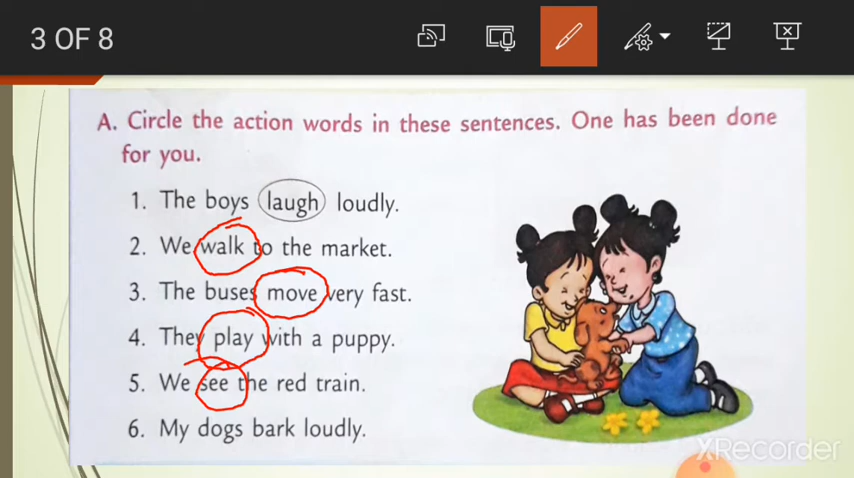 3 OF 8
A. Circle the action words in these sentences. One has been done
for you.
1. The boys laugh loudly.
2. We walk to the market.
3. The buses move very fast.
4. They play with a puppy.
5. We see the red train.
6. My dogs bark loudly.
XRecorder